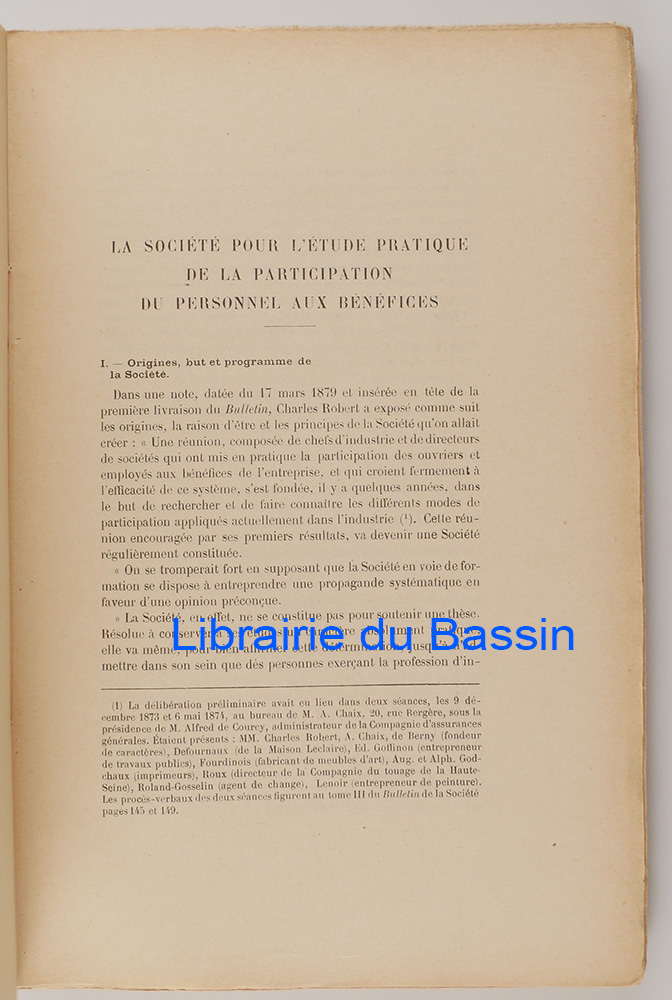 LA SOCIÉTÉ POUR L'ÉTUDE PRATIQUE
DE LA PARTICIPATION
DU PERSONNEL AUX BÉNÉFICES
I. — Origines, but et programme de
la Société.
Dans une note, datée du 17 mars 1879 et insérée en tête de la
première livraison du Bulletin, Charles Robert a exposé comme suit
les origines, la raison d'être et les principes de la Société qu'on allait
créer : « Une réunion, composée de chefs d'industrie et de directeurs
de sociétés qui ont mis en pratique la participation des ouvriers et
employés aux bénéfices de l'entreprise, et qui croient fermement à
l'efficacité de ce système, s'est fondée, il y a quelques années, dans
le but de rechercher et de faire connaître les différents modes de
participation appliqués actuellement dans l'industrie (1). Cette réu-
nion encouragée par ses premiers résultats, va devenir une Société
régulièrement constituée.
« On se tromperait fort en supposant que la Société en voie de for-
mation se dispose à entreprendre une propagande systématique en
faveur d'une opinion préconçue.
» La Société, en effet, ne se constitue pas pour soutenir une thèse.
Résolue à conserver à ses
elle va même, pour bien affirmer cette détermination, jusqu'à n'ad-
mettre dans son sein que des personnes exerçant la profession d'in-
Librairie du Bassin
(1) La délibération préliminaire avait eu lieu dans deux séances, les 9 dé-
cembre 1873 et 6 mai 1874, au bureau de M. A. Chaix, 20, rue Bergère, sous la
présidence de M. Alfred de Courcy, administrateur de la Compagnie d'assurances
générales. Étaient présents : MM. Charles Robert, A. Chaix, de Berny (fondeur
de caractères), Defournaux (de la Maison Leclaire), Ed. Goffinon (entrepreneur
de travaux publics), Fourdinois (fabricant de meubles d'art), Aug. et Alph. God-
chaux (imprimeurs), Roux (directeur de la Compagnie du touage de la Haute-
Seine), Roland-Gosselin (agent de change), Lenoir (entrepreneur de peinture).
Les procès-verbaux des deux séances figurent au tome III du Bulletin de la Société
pages 145 et 149.